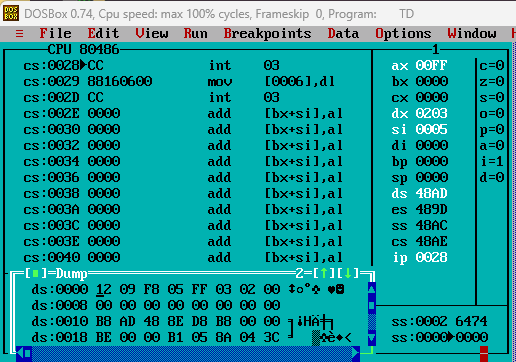 DOSBox 0.74, Cpu speed: max 100% cycles, Frameskip 0, Program: TD
≡ File Edit View Run Breakpoints Data Options Window H
CPU 80486 1
cs:0028►CC int 03 ax 00FF c=0
cs:0029 88160600 mov [0006],dl bx 0000 z=0
cs:002D CC int 03 cx 0000 s=0
cs:002E 0000 add [bx+si],al dx 0203 o=0
cs:0030 0000 add [bx+si],al si 0005 p=0
cs:0032 0000 add [bx+si],al di 0000 a=0
cs:0034 0000 add [bx+si],al bp 0000 i=1
cs:0036 0000 add [bx+si],al sp 0000 d=0
cs:0038 0000 add [bx+si],al ds 48AD
cs:003A 0000 add [bx+si],al es 489D
cs:003C 0000 add [bx+si],al ss 48AC
cs:003E 0000 add [bx+si],al cs 48AE
cs:0040 0000 add [bx+si],al ip 0028
[■]=Dump 2=[↑][↓]
ds:0000 12 09 F8 05 FF 03 02 00 ↕○°♣ ♥☻
ds:0008 00 00 00 00 00 00 00 00
ds:0010 B8 AD 48 8E D8 B8 00 00 ╕¡HÄ╪╕ ss:0002 6474
ds:0018 BE 00 00 B1 05 8A 04 3C ╛ ▒♣è♦< ss:0000►0000